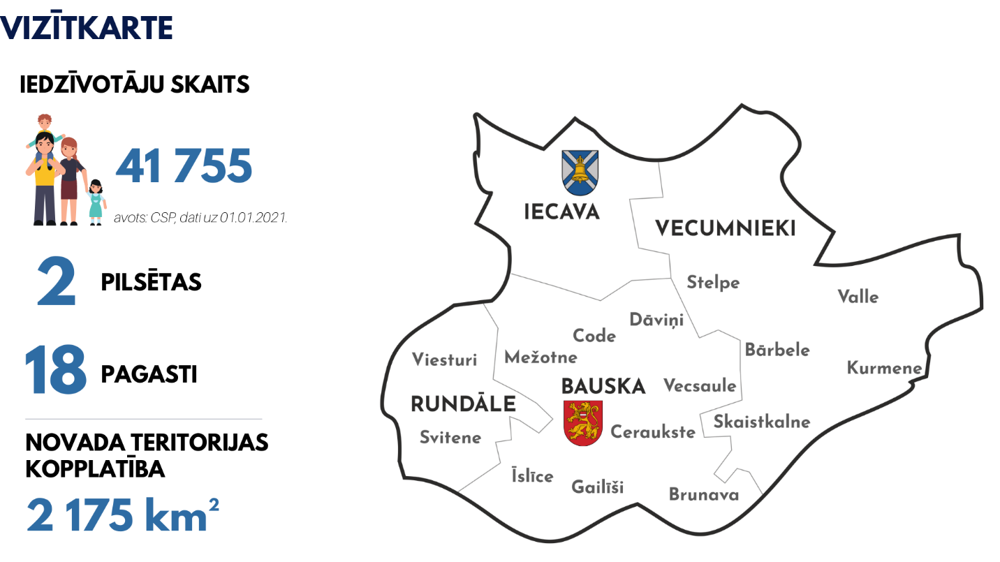 VIZĪTKARTE
IEDZĪVOTĀJU SKAITS
41 755
avots: CSP, dati uz 01.01.2021.
2 PILSĒTAS
18 PAGASTI
NOVADA TERITORIJAS
KOPPLATĪBA
2 175 km²
IECAVA
VECUMNIEKI
Stelpe
Valle
Dāviņi
Code
Bārbele
Viesturi
Mežotne
Kurmene
BAUSKA
Vecsaule
RUNDĀLE
Skaistkalne
Ceraukste
Svitene
Īslīce
Gailīši
Brunava